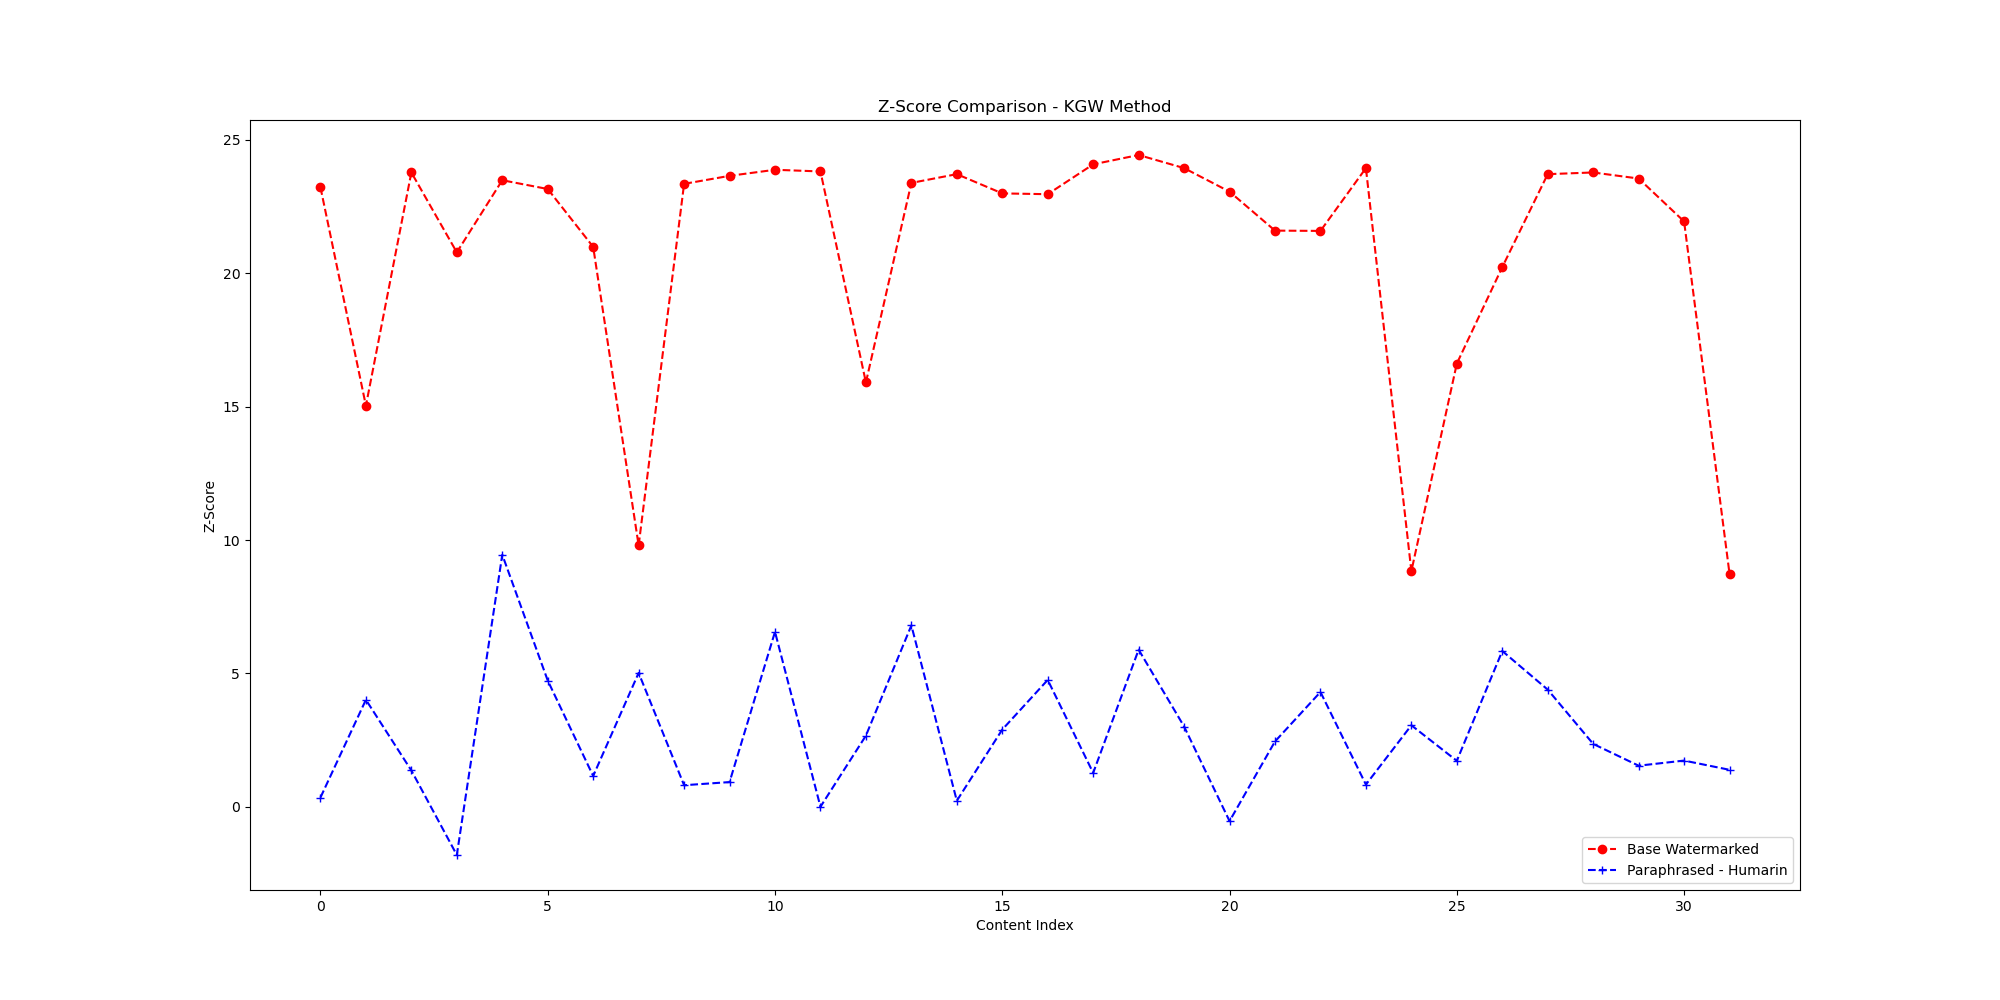 Z-Score Comparison - KGW Method
25
20
15
10
5
0
Z-Score
0 5 10 15 20 25 30
Content Index
Base Watermarked
Paraphrased - Humarin